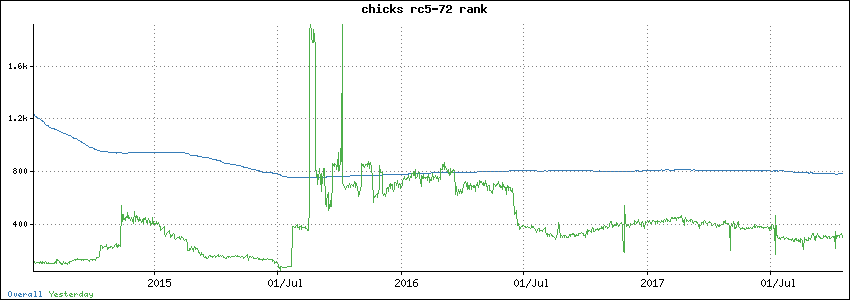 chicks rc5-72 rank
1.6k
1.2k
800
400
2015 01/Jul 2016 01/Jul 2017 01/Jul
Overall Yesterday